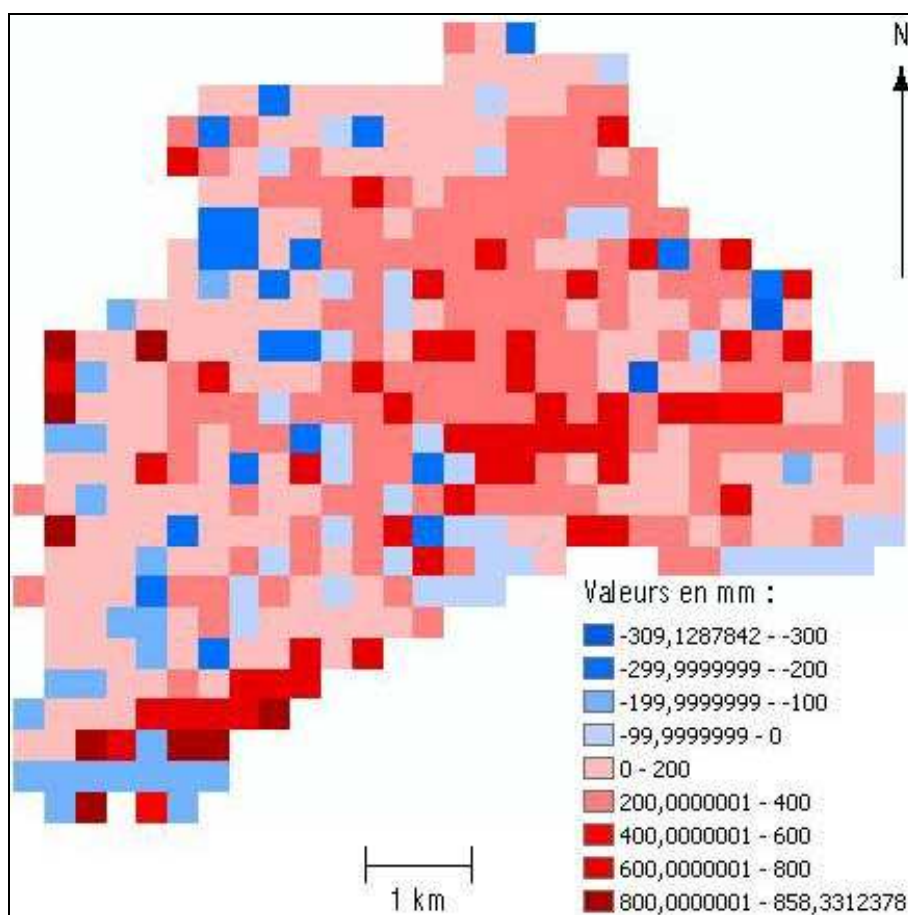 N
Valeurs en mm :
-309,1287842 - -300
-299,9999999 - -200
-199,9999999 - -100
-99,9999999 - 0
0 - 200
200,0000001 - 400
400,0000001 - 600
600,0000001 - 800
800,0000001 - 858,3312378
1 km